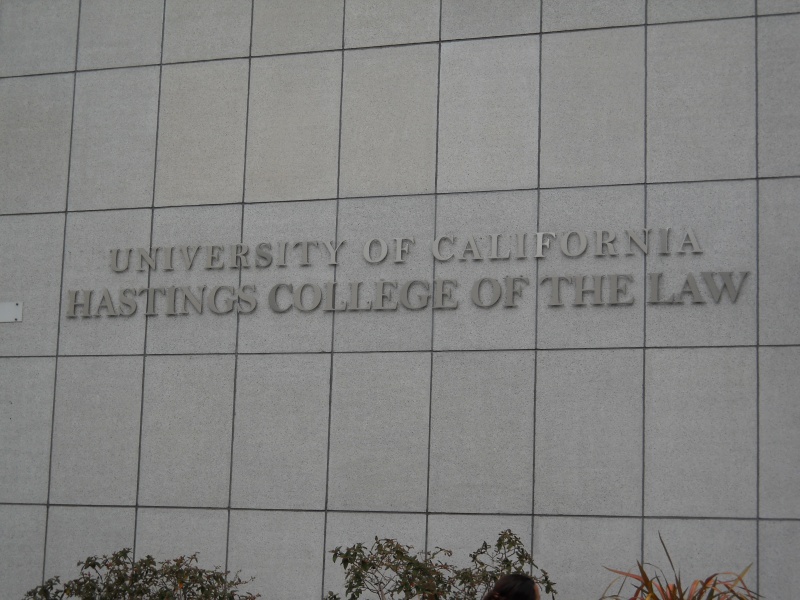 UNIVERSITY OF CALIFORNIA
HASTINGS COLLEGE OF THE LAW